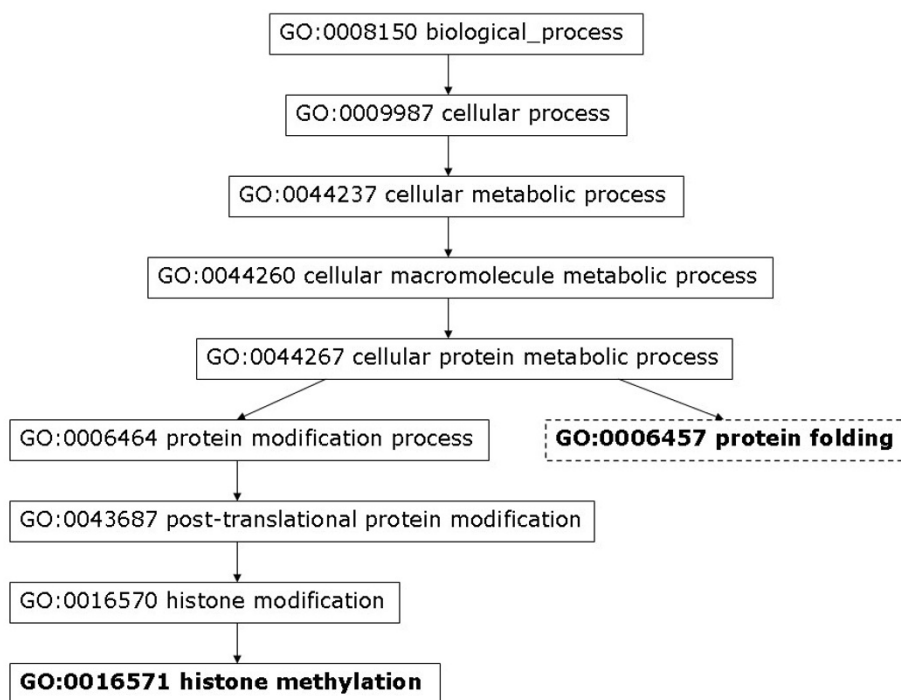 GO:0008150 biological_process
GO:0009987 cellular process
GO:0044237 cellular metabolic process
GO:0044260 cellular macromolecule metabolic process
GO:0044267 cellular protein metabolic process
GO:0006464 protein modification process
GO:0006457 protein folding
GO:0043687 post-translational protein modification
GO:0016570 histone modification
GO:0016571 histone methylation